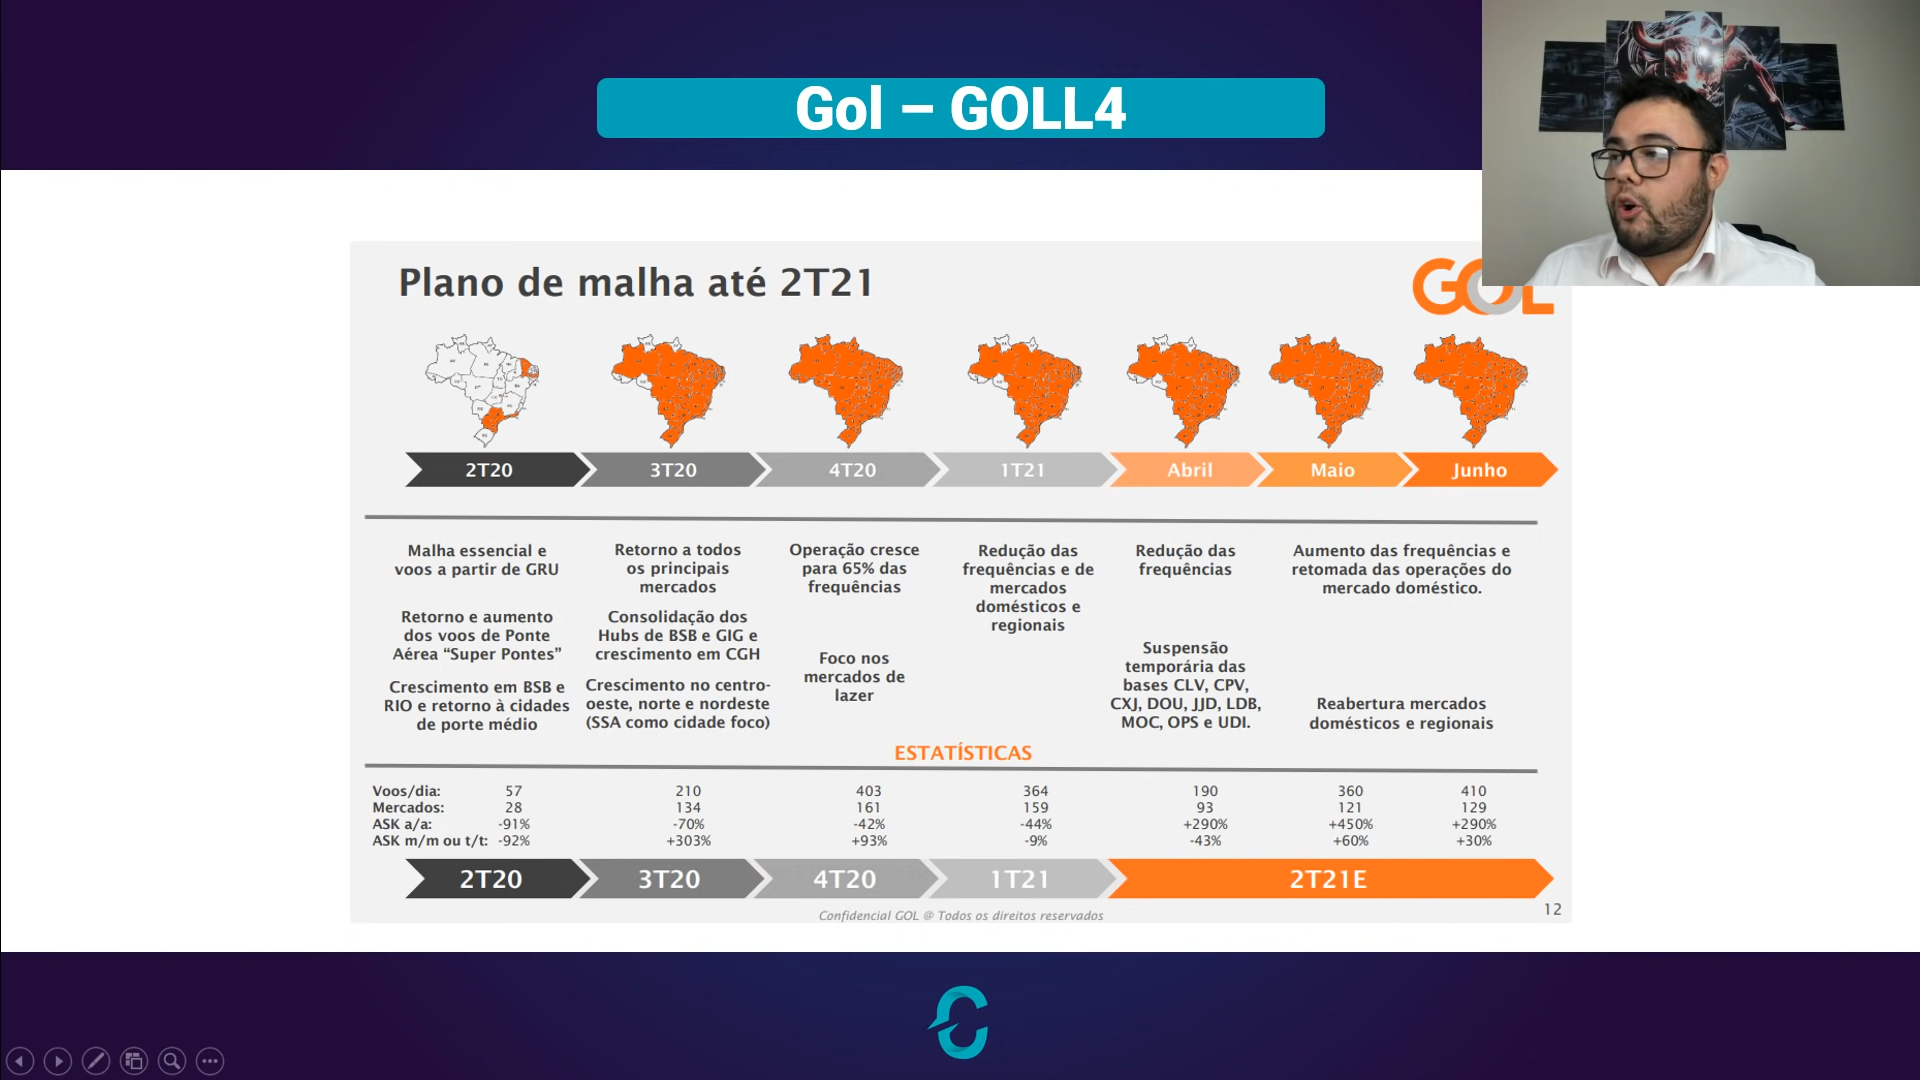 Gol – GOLL4
Plano de malha até 2T21
GOL
2T20
3T20
4T20
1T21
Abril
Maio
Junho
Malha essencial e
voos a partir de GRU
Retorno e aumento
dos voos de Ponte
Aérea “Super Pontes”
Crescimento em BSB e
RIO e retorno à cidades
de porte médio
Retorno a todos
os principais
mercados
Consolidação dos
Hubs de BSB e GIG e
crescimento em CGH
Crescimento no centro-
oeste, norte e nordeste
(SSA como cidade foco)
Operação cresce
para 65% das
frequências
Foco nos
mercados de
lazer
Redução das
frequências e de
mercados
domésticos e
regionais
Redução das
frequências
Suspensão
temporária das
bases CLV, CPV,
CXJ, DOU, JJD, LDB,
MOC, OPS e UDI.
Aumento das frequências e
retomada das operações do
mercado doméstico.
Reabertura mercados
domésticos e regionais
ESTATÍSTICAS
Voos/dia: 57 210 403 364 190 360 410
Mercados: 28 134 161 159 93 121 129
ASK a/a: -91% -70% -42% -44% +290% +450% +290%
ASK m/m ou t/t: -92% +303% +93% -9% -43% +60% +30%
2T20
3T20
4T20
1T21
2T21E
Confidencial GOL @ Todos os direitos reservados
12